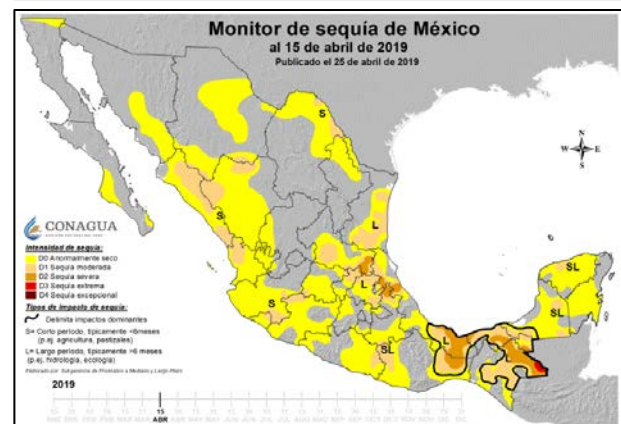 Monitor de sequía de México
al 15 de abril de 2019
Publicado el 25 de abril de 2019
N
W E
S
S
L
S
SL
SL
S
L
SL
L
CONAGUA
Intensidad de sequía:
D0 Anormalmente seco
D1 Sequía moderada
D2 Sequía severa
D3 Sequía extrema
D4 Sequía excepcional
Tipos de impacto de sequía:
Delimita impactos dominantes
S= Corto período, típicamente <6meses
(p.ej. agricultura, pastizales)
L= Largo período, típicamente >6 meses
(p.ej. hidrología, ecología)
2019
15
ABR